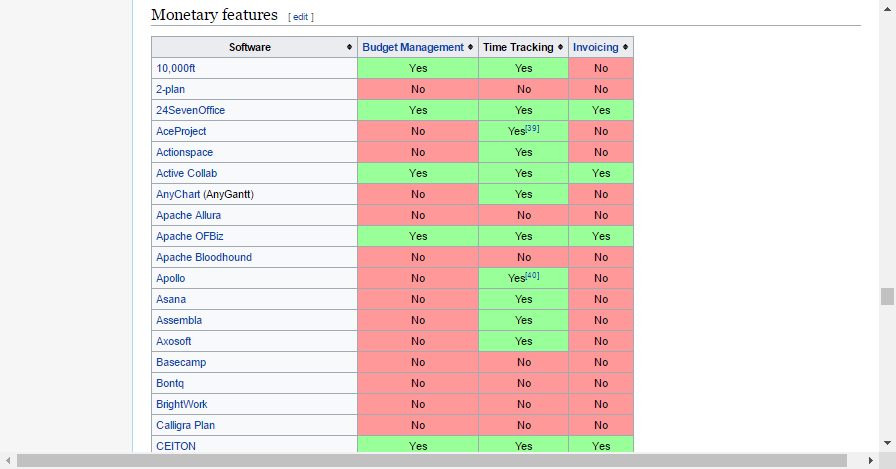 Monetary features [ edit ]
Software Budget Management Time Tracking Invoicing
10,000ft Yes Yes No
2-plan No No No
24SevenOffice Yes Yes Yes
AceProject No Yes[39] No
Actionspace No Yes No
Active Collab Yes Yes Yes
AnyChart (AnyGantt) No Yes No
Apache Allura No No No
Apache OFBiz Yes Yes Yes
Apache Bloodhound No No No
Apollo No Yes[40] No
Asana No Yes No
Assembla No Yes No
Axosoft No Yes No
Basecamp No No No
Bontq No No No
BrightWork No No No
Calligra Plan No No No
CEITON Yes Yes Yes